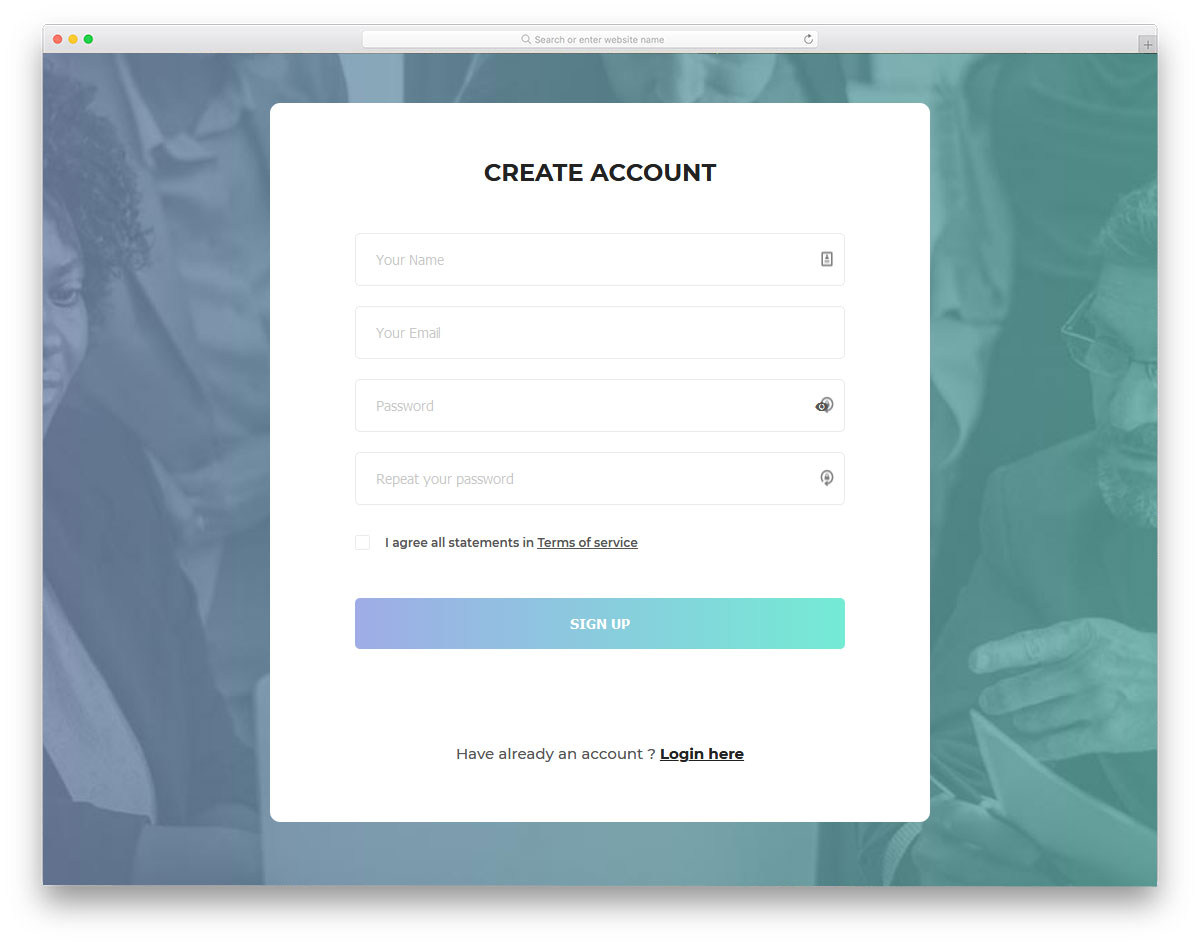 Search or enter website name
CREATE ACCOUNT
Your Name
Your Email
Password
Repeat your password
I agree all statements in Terms of service
SIGN UP
Have already an account ? Login here